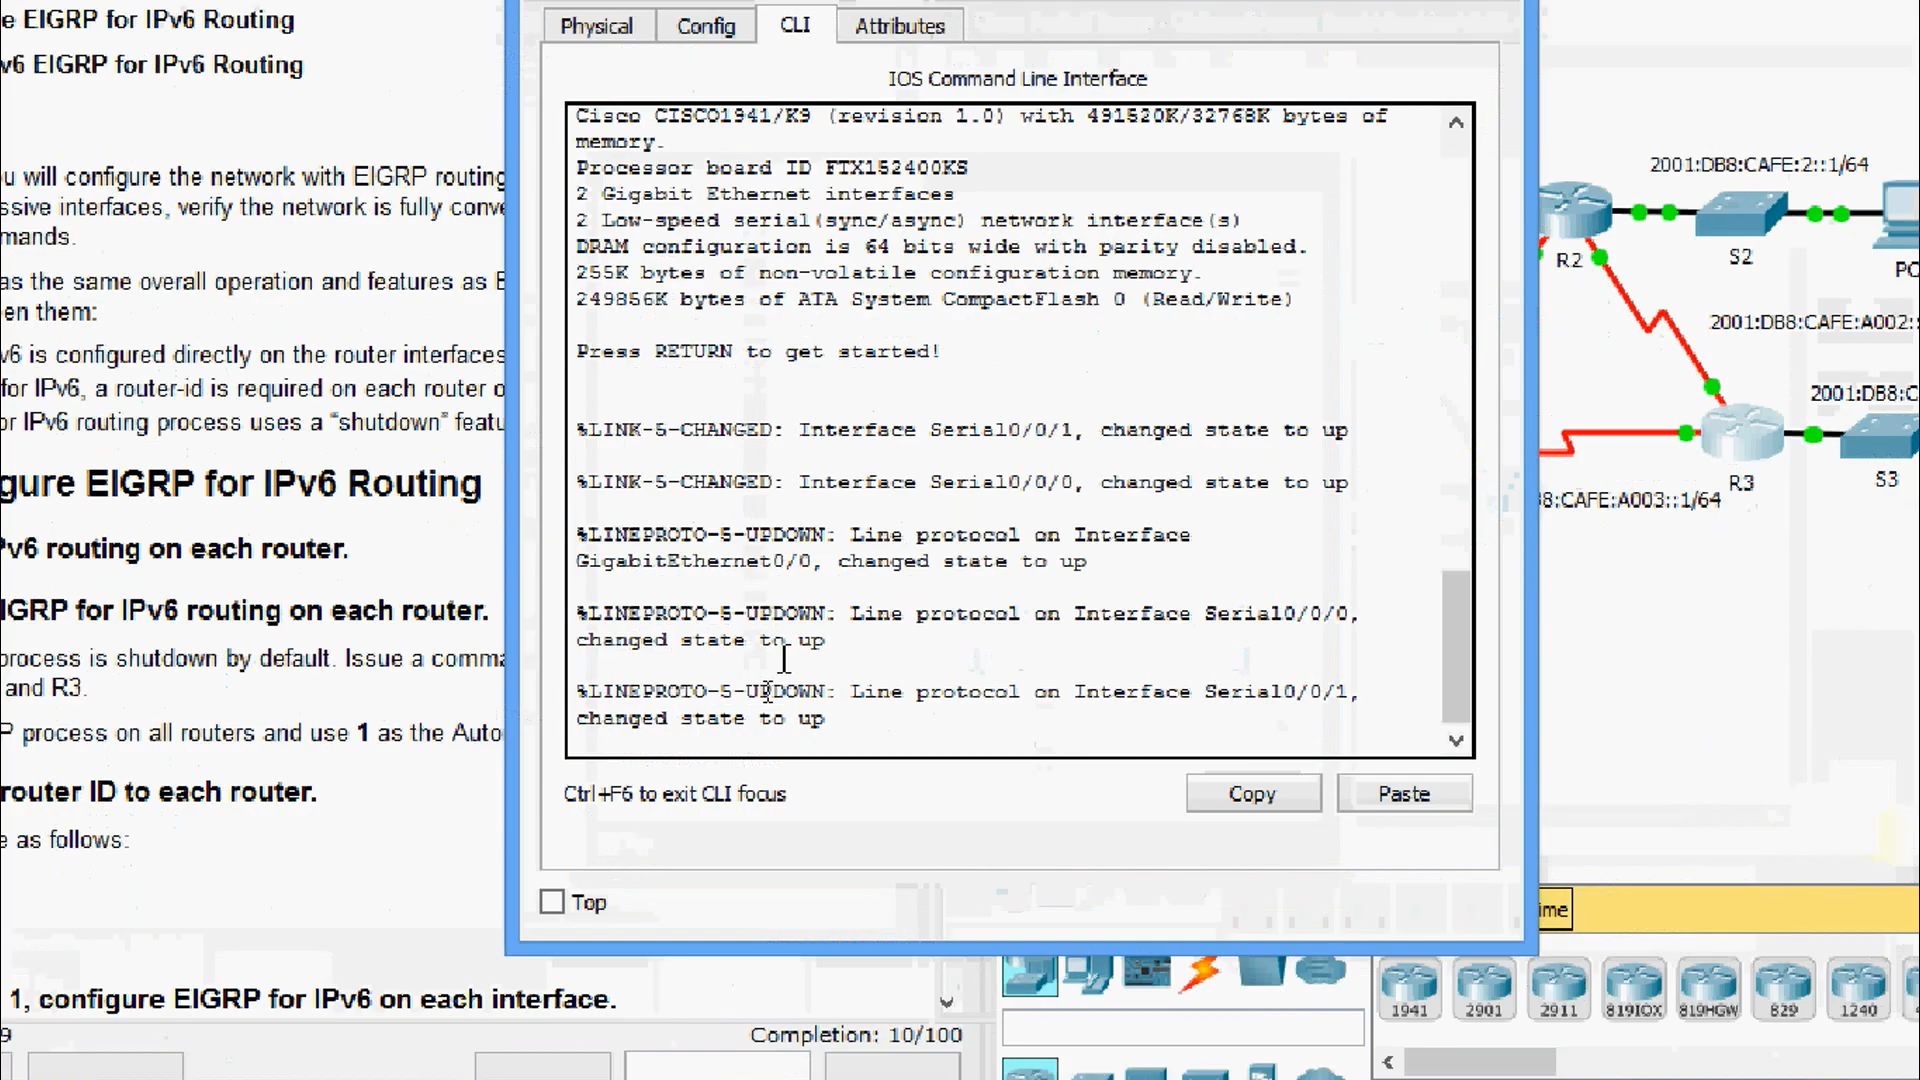 e EIGRP for IPv6 Routing
v6 EIGRP for IPv6 Routing
u will configure the network with EIGRP routing
ssive interfaces, verify the network is fully conve
mands.
as the same overall operation and features as E
en them:
v6 is configured directly on the router interfaces
for IPv6, a router-id is required on each router o
or IPv6 routing process uses a “shutdown” featu
gure EIGRP for IPv6 Routing
Pv6 routing on each router.
IGRP for IPv6 routing on each router.
process is shutdown by default. Issue a comma
and R3.
P process on all routers and use 1 as the Auto
router ID to each router.
e as follows:
1, configure EIGRP for IPv6 on each interface.
9
Completion: 10/100
Physical
Config
CLI
Attributes
IOS Command Line Interface
Cisco CISCO1941/K9 (revision 1.0) with 491520K/32768K bytes of
memory.
Processor board ID FTX152400KS
2 Gigabit Ethernet interfaces
2 Low-speed serial(sync/async) network interface(s)
DRAM configuration is 64 bits wide with parity disabled.
255K bytes of non-volatile configuration memory.
249856K bytes of ATA System CompactFlash 0 (Read/Write)
Press RETURN to get started!
%LINK-5-CHANGED: Interface Serial0/0/1, changed state to up
%LINK-5-CHANGED: Interface Serial0/0/0, changed state to up
%LINEPROTO-5-UPDOWN: Line protocol on Interface
GigabitEthernet0/0, changed state to up
%LINEPROTO-5-UPDOWN: Line protocol on Interface Serial0/0/0,
changed state to up
%LINEPROTO-5-UPDOWN: Line protocol on Interface Serial0/0/1,
changed state to up
Ctrl+F6 to exit CLI focus
Copy
Paste
Top
2001:DB8:CAFE:2::1/64
R2
S2
PC
2001:DB8:CAFE:A002::
2001:DB8:C
R3
S3
B8:CAFE:A003::1/64
ime
1941
2901
2911
819IOX
819HGW
829
1240